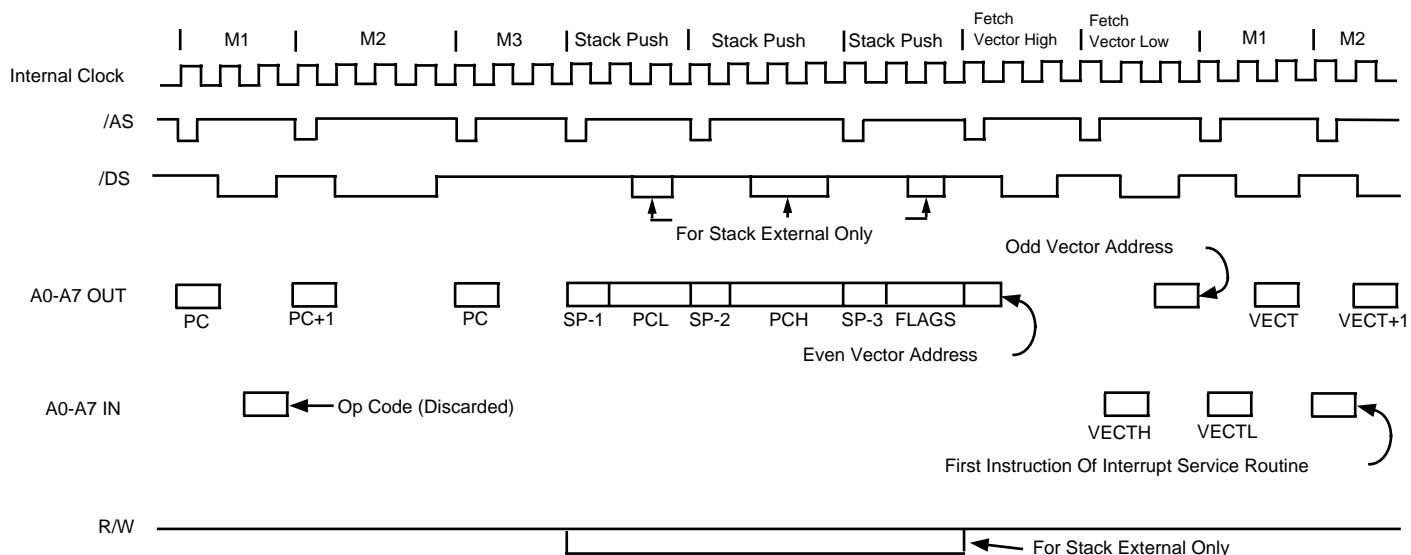 M1
M2
M3
Stack Push
Stack Push
Stack Push
Fetch
Vector High
Fetch
Vector Low
M1
M2
Internal Clock
/AS
/DS
For Stack External Only
Odd Vector Address
A0-A7 OUT
PC
PC+1
PC
SP-1
PCL
SP-2
PCH
SP-3
FLAGS
VECT
VECT+1
Even Vector Address
A0-A7 IN
Op Code (Discarded)
VECTH
VECTL
First Instruction Of Interrupt Service Routine
R/W
For Stack External Only